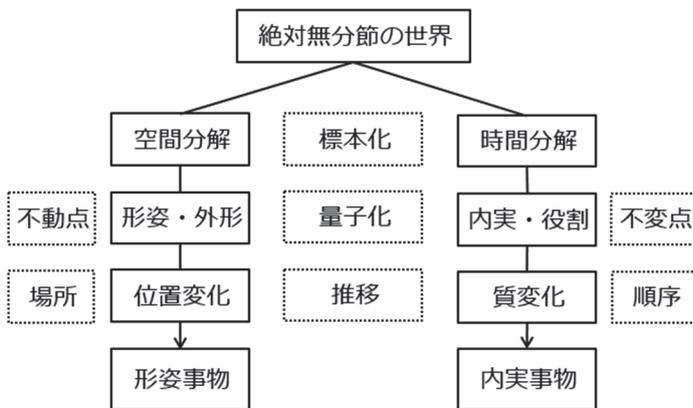 絶対無分節の世界
空間分解
標本化
時間分解
不動点
形姿・外形
量子化
内実・役割
不変点
場所
位置変化
推移
質変化
順序
形姿事物
内実事物